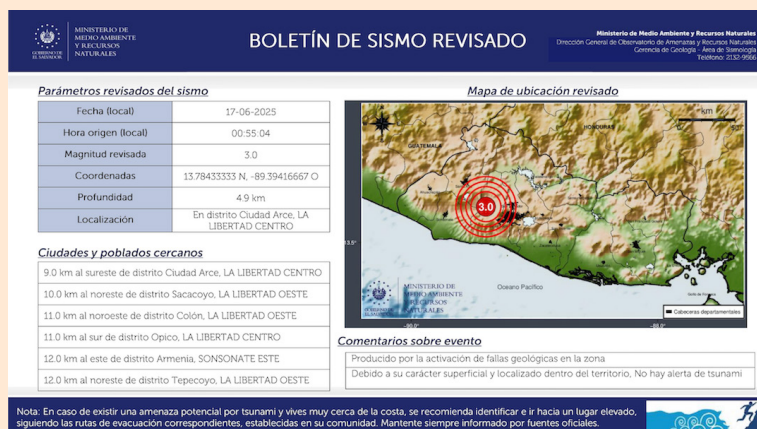 GOBIERNO DE
EL SALVADOR
MINISTERIO DE
MEDIO AMBIENTE
Y RECURSOS
NATURALES
BOLETÍN DE SISMO REVISADO
Ministerio de Medio Ambiente y Recursos Naturales
Dirección General de Observatorio de Amenazas y Recursos Naturales
Gerencia de Geología - Área de Sismología
Teléfono: 2132-9566
Parámetros revisados del sismo
Fecha (local) 17-06-2025
Hora origen (local) 00:55:04
Magnitud revisada 3.0
Coordenadas 13.78433333 N, -89.39416667 O
Profundidad 4.9 km
Localización En distrito Ciudad Arce, LA
LIBERTAD CENTRO
Ciudades y poblados cercanos
9.0 km al sureste de distrito Ciudad Arce, LA LIBERTAD CENTRO
10.0 km al noreste de distrito Sacacoyo, LA LIBERTAD OESTE
11.0 km al noroeste de distrito Colón, LA LIBERTAD OESTE
11.0 km al sur de distrito Opico, LA LIBERTAD CENTRO
12.0 km al este de distrito Armenia, SONSONATE ESTE
12.0 km al noreste de distrito Tepecoyo, LA LIBERTAD OESTE
Mapa de ubicación revisado
km
50
HONDURAS
GUATEMALA
3.0
13.5°
MINISTERIO DE
MEDIO AMBIENTE
Y RECURSOS
NATURALES
Oceano Pacífico
Cabeceras departamentales
-90.0°
Comentarios sobre evento
Producido por la activación de fallas geológicas en la zona
Debido a su carácter superficial y localizado dentro del territorio, No hay alerta de tsunami
Nota: En caso de existir una amenaza potencial por tsunami y vives muy cerca de la costa, se recomienda identificar e ir hacia un lugar elevado,
siguiendo las rutas de evacuación correspondientes, establecidas en su comunidad. Mantente siempre informado por fuentes oficiales.